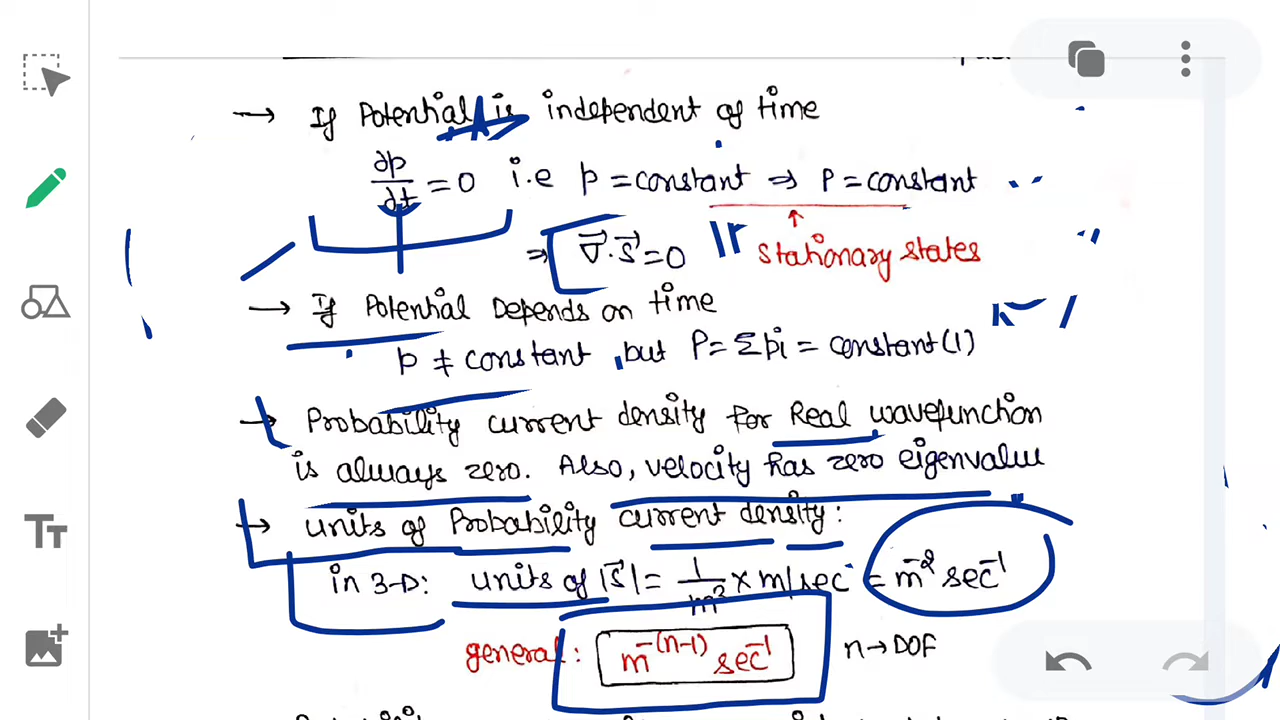 → If Potential is independent of time
∂p/∂t = 0 i.e p = constant ⇒ P = constant
⇒ ∇⃗·S⃗ = 0 stationary states
→ If Potential Depends on time
p ≠ constant, but P = Σpi = constant (1)
→ Probability current density for Real wavefunction
is always zero. Also, velocity has zero eigenvalue
→ units of Probability current density:
in 3-D: units of |S⃗| = 1/m³ × m/sec = m⁻² sec⁻¹
general: m⁻⁽ⁿ⁻¹⁾ sec⁻¹ n → DOF
Tт